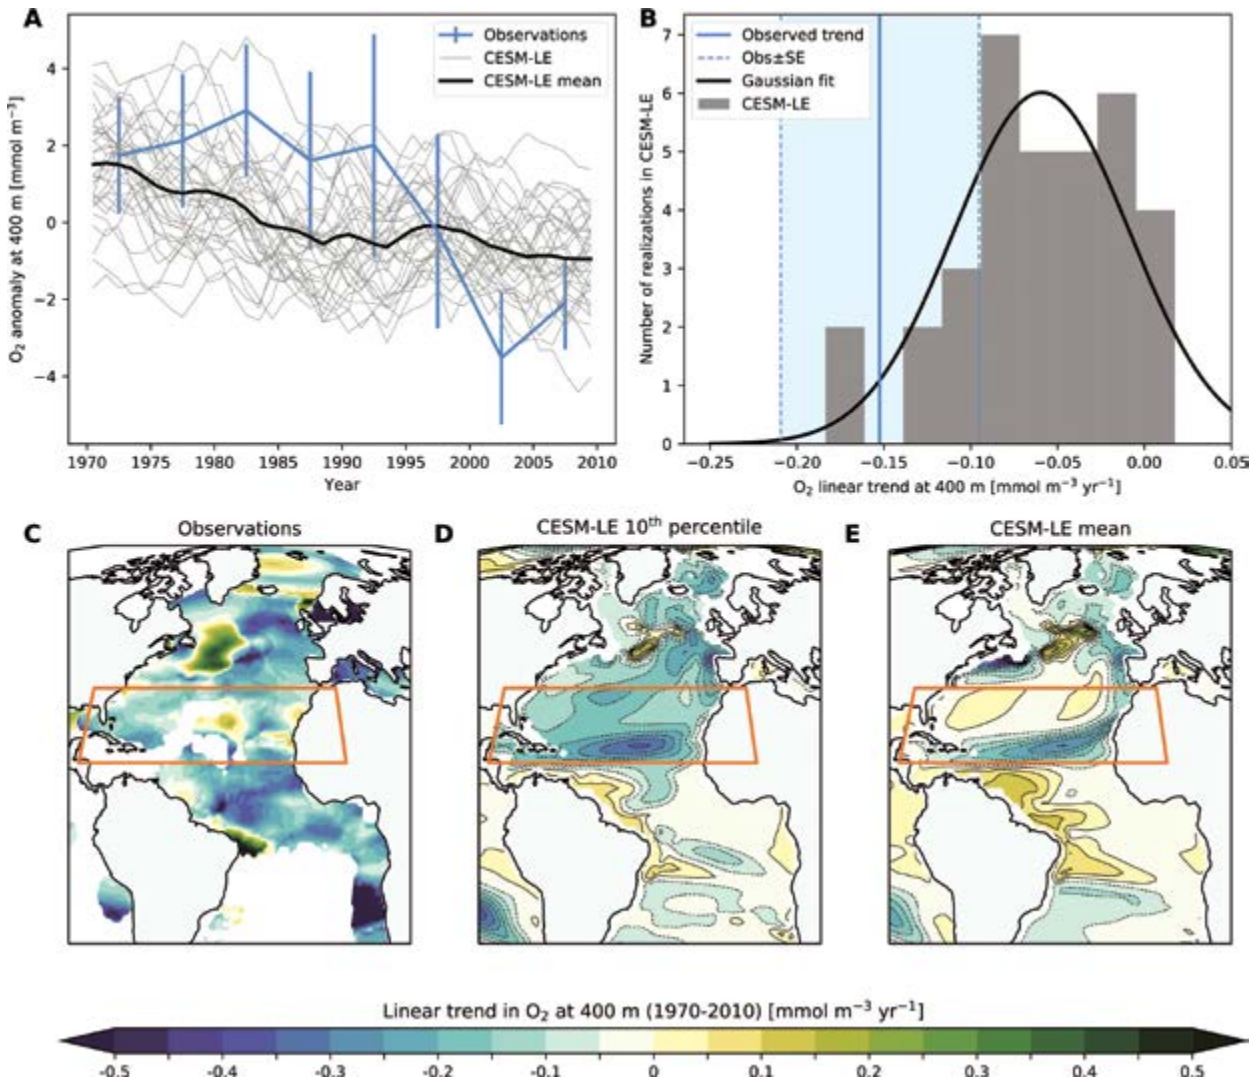 A
Observations
CESM-LE
CESM-LE mean
4
2
0
−2
−4
O₂ anomaly at 400 m [mmol m⁻³]
1970 1975 1980 1985 1990 1995 2000 2005 2010
Year
B
Observed trend
Obs±SE
Gaussian fit
CESM-LE
7
6
5
4
3
2
1
0
Number of realizations in CESM-LE
−0.25 −0.20 −0.15 −0.10 −0.05 0.00 0.05
O₂ linear trend at 400 m [mmol m⁻³ yr⁻¹]
C Observations
D CESM-LE 10ᵗʰ percentile
E CESM-LE mean
Linear trend in O₂ at 400 m (1970-2010) [mmol m⁻³ yr⁻¹]
-0.5 -0.4 -0.3 -0.2 -0.1 0 0.1 0.2 0.3 0.4 0.5